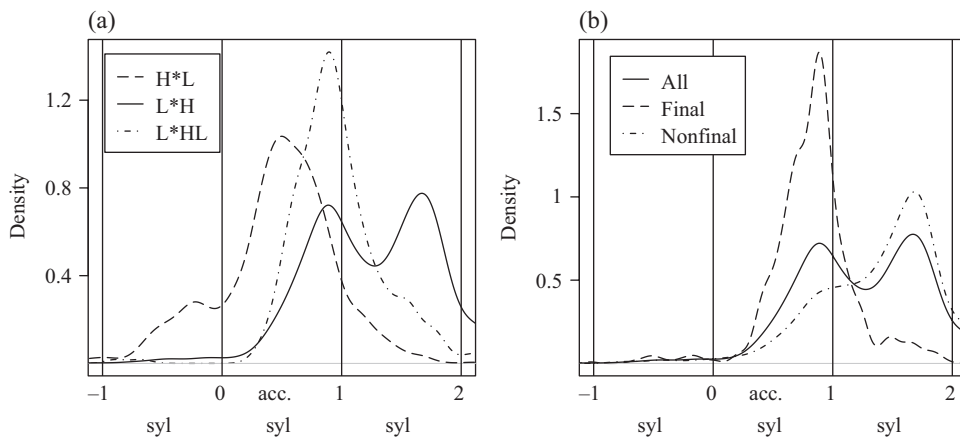 (a)
H*L
L*H
L*HL
Density
1.2
0.8
0.4
–1 0 acc. 1 2
syl syl syl
(b)
All
Final
Nonfinal
Density
1.5
1
0.5
–1 0 acc. 1 2
syl syl syl